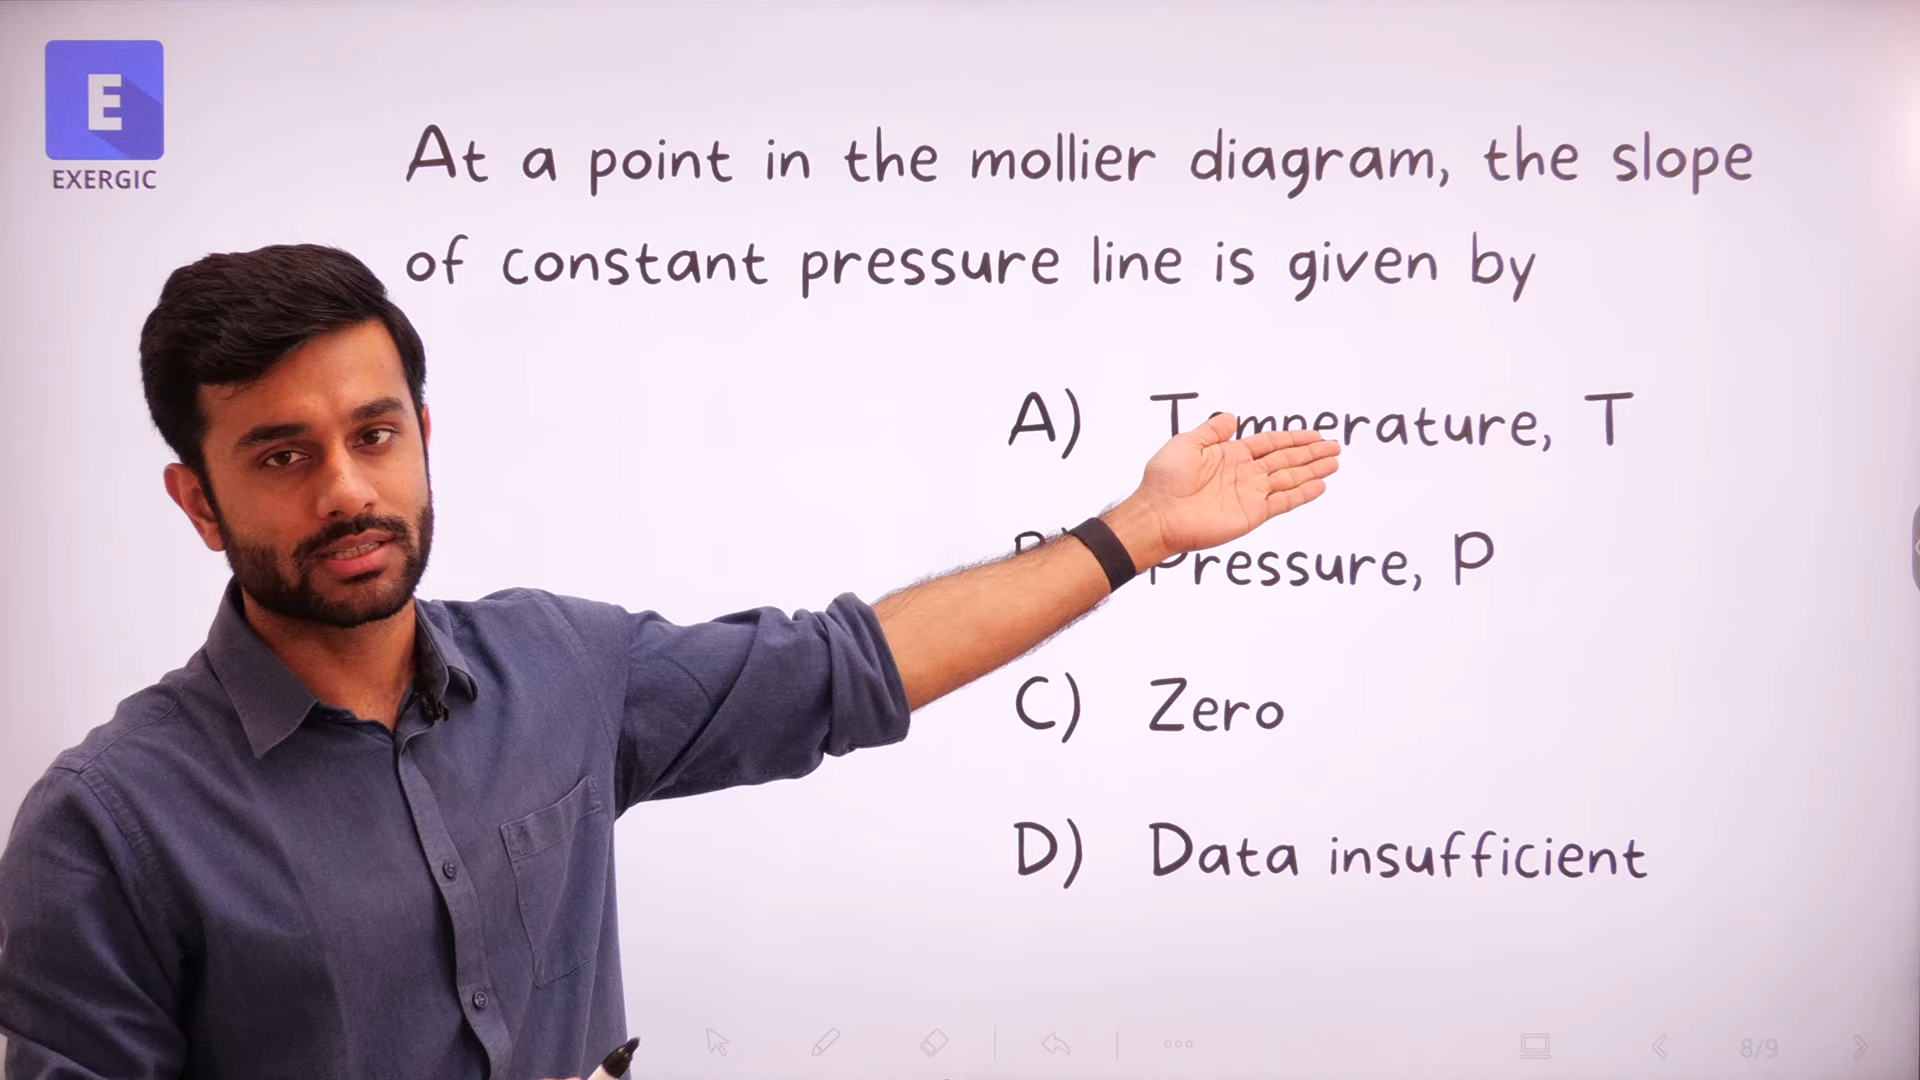 E
EXERGIC
At a point in the mollier diagram, the slope
of constant pressure line is given by
A) Temperature, T
B) Pressure, P
C) Zero
D) Data insufficient
8/9